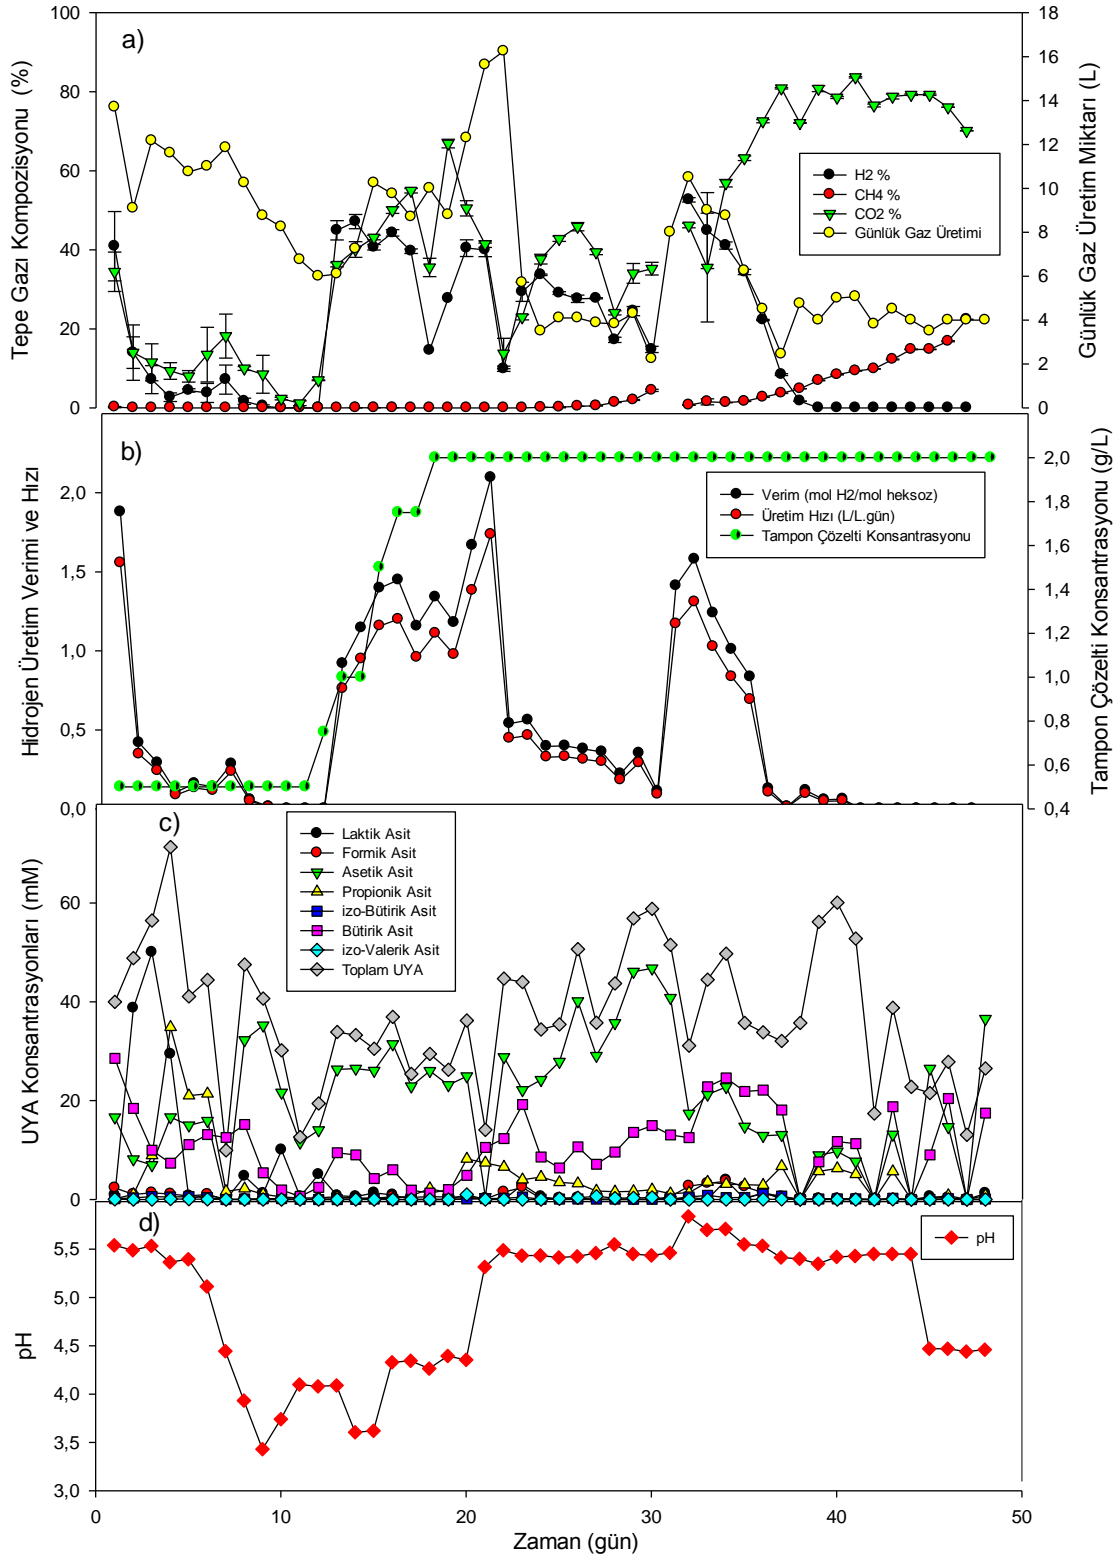 a)
Tepe Gazı Kompozisyonu (%)
100
80
60
40
20
0
18
16
14
12
10
8
6
4
2
0
Günlük Gaz Üretim Miktarı (L)
H2 %
CH4 %
CO2 %
Günlük Gaz Üretimi
b)
Hidrojen Üretim Verimi ve Hızı
2,0
1,5
1,0
0,5
0,0
2,0
1,8
1,6
1,4
1,2
1,0
0,8
0,6
0,4
Tampon Çözelti Konsantrasyonu (g/L)
Verim (mol H2/mol heksoz)
Üretim Hızı (L/L.gün)
Tampon Çözelti Konsantrasyonu
c)
UYA Konsantrasyonları (mM)
60
40
20
0
Laktik Asit
Formik Asit
Asetik Asit
Propionik Asit
izo-Bütirik Asit
Bütirik Asit
izo-Valerik Asit
Toplam UYA
d)
pH
5,5
5,0
4,5
4,0
3,5
3,0
pH
0 10 20 30 40 50
Zaman (gün)